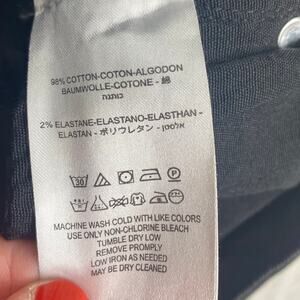 98% COTTON-COTON-ALGODON
BAUMWOLLE-COTONE - 綿
כותנה
2% ELASTANE-ELASTANO-ELASTHAN -
ELASTAN - ポリウレタン - אלסטן
30
P
MACHINE WASH COLD WITH LIKE COLORS
USE ONLY NON-CHLORINE BLEACH
TUMBLE DRY LOW
REMOVE PROMPTLY
LOW IRON AS NEEDED
MAY BE DRY CLEANED